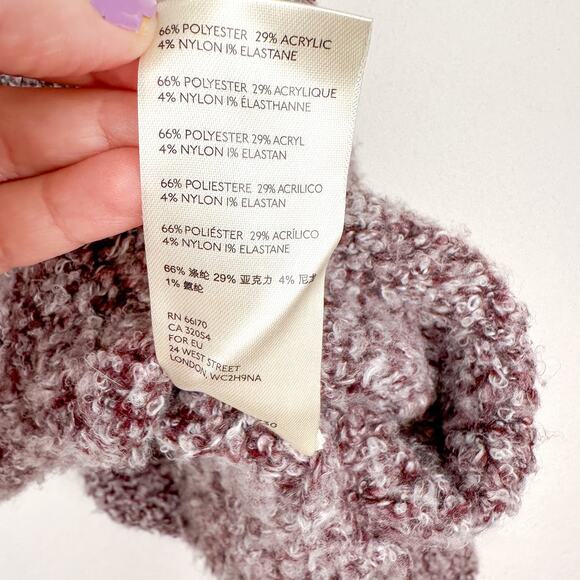 66% POLYESTER 29% ACRYLIC
4% NYLON 1% ELASTANE
66% POLYESTER 29% ACRYLIQUE
4% NYLON 1% ÉLASTHANNE
66% POLYESTER 29% ACRYL
4% NYLON 1% ELASTAN
66% POLIESTERE 29% ACRILICO
4% NYLON 1% ELASTAN
66% POLIÉSTER 29% ACRÍLICO
4% NYLON 1% ELASTANE
66% 涤纶 29% 亚克力 4% 尼龙
1% 氨纶
RN 66170
CA 32054
FOR EU
24 WEST STREET
LONDON, WC2H9NA